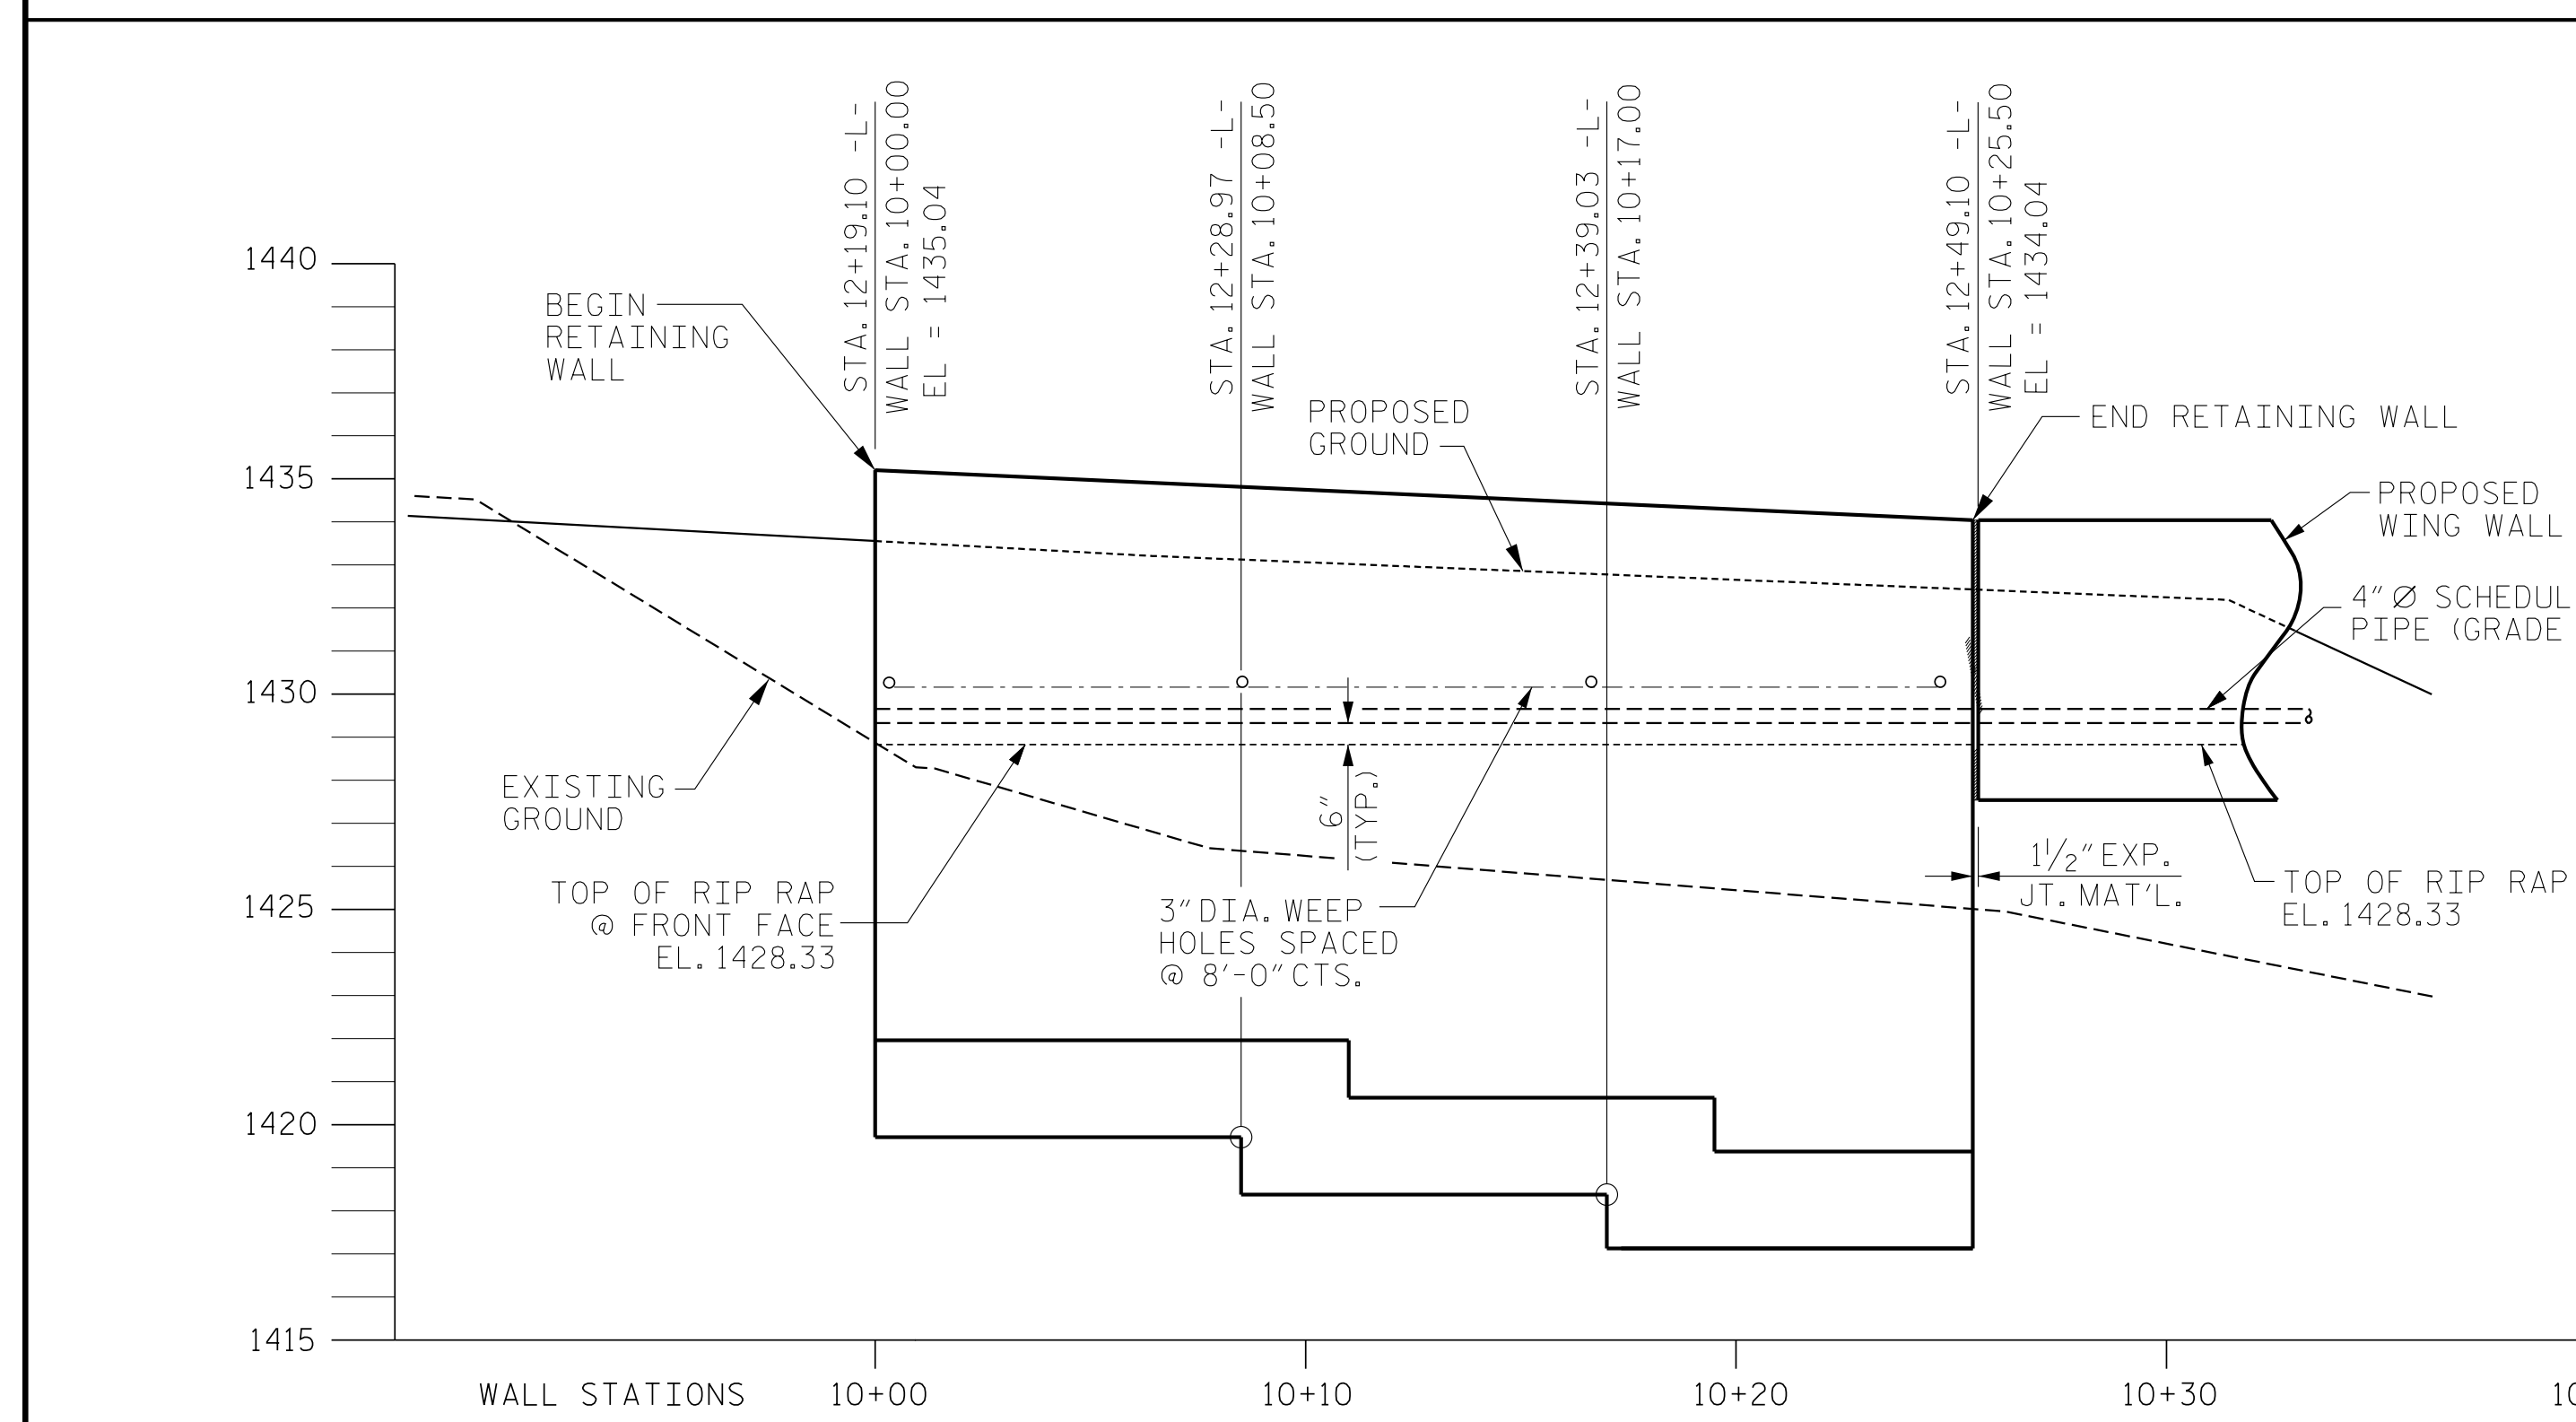 STA. 12+19.10 -L-
WALL STA. 10+00.00
EL = 1435.04
STA. 12+28.97 -L-
WALL STA. 10+08.50
STA. 12+39.03 -L-
WALL STA. 10+17.00
STA. 12+49.10 -L-
WALL STA. 10+25.50
EL = 1434.04
1440
BEGIN
RETAINING
WALL
PROPOSED
GROUND
END RETAINING WALL
1435
PROPOSED
WING WALL
4" Ø SCHEDUL
PIPE (GRADE
1430
EXISTING
GROUND
6"
(TYP.)
1 1/2" EXP.
JT. MAT'L.
TOP OF RIP RAP
@ FRONT FACE
EL. 1428.33
3" DIA. WEEP
HOLES SPACED
@ 8'-0" CTS.
TOP OF RIP RAP
EL. 1428.33
1425
1420
1415
WALL STATIONS
10+00
10+10
10+20
10+30